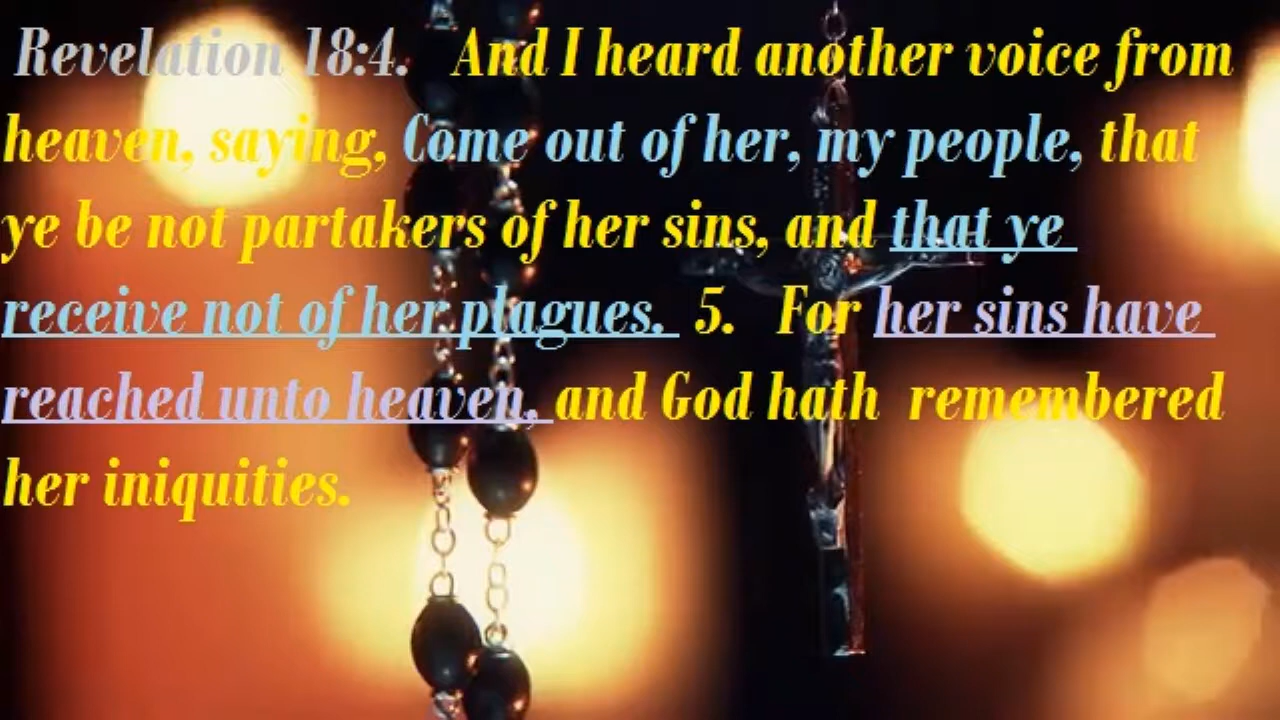 Revelation 18:4. And I heard another voice from
heaven, saying, Come out of her, my people, that
ye be not partakers of her sins, and that ye
receive not of her plagues. 5. For her sins have
reached unto heaven, and God hath remembered
her iniquities.